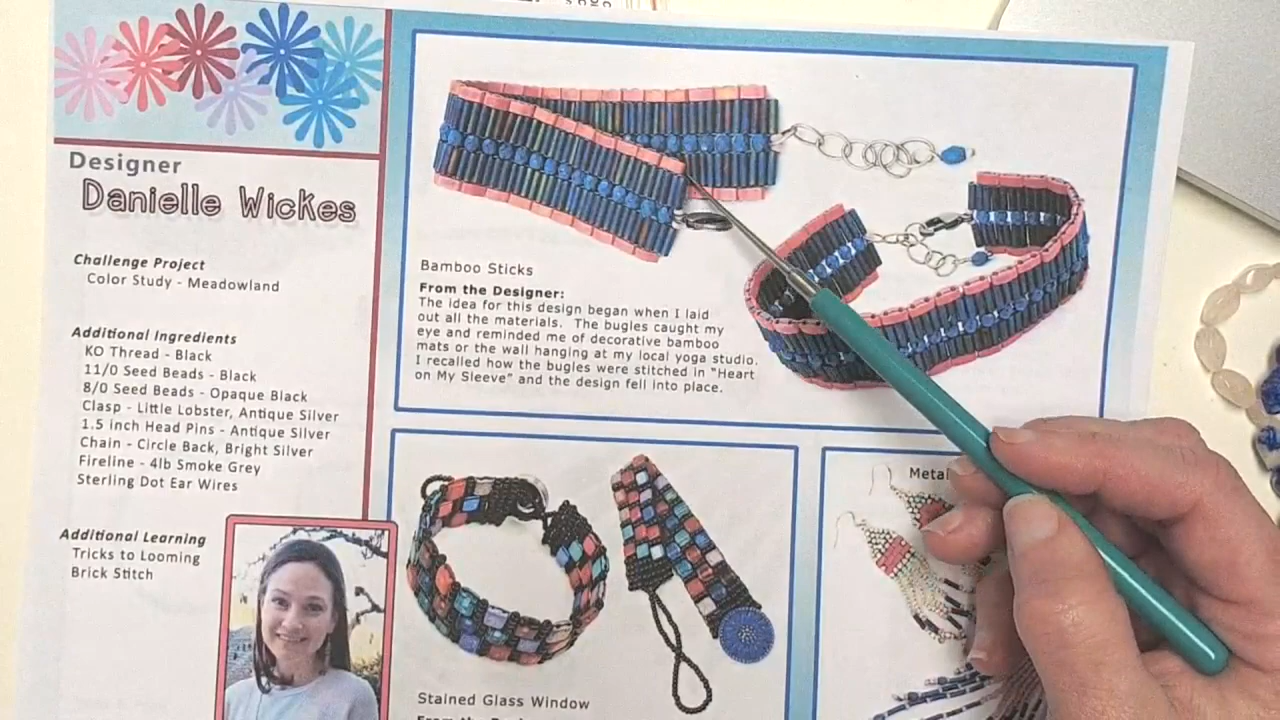 Designer
Danielle Wickes
Challenge Project
Color Study - Meadowland
Additional Ingredients
KO Thread - Black
11/0 Seed Beads - Black
8/0 Seed Beads - Opaque Black
Clasp - Little Lobster, Antique Silver
1.5 inch Head Pins - Antique Silver
Chain - Circle Back, Bright Silver
Fireline - 4lb Smoke Grey
Sterling Dot Ear Wires
Additional Learning
Tricks to Looming
Brick Stitch
Bamboo Sticks
From the Designer:
The idea for this design began when I laid
out all the materials. The bugles caught my
eye and reminded me of decorative bamboo
mats or the wall hanging at my local yoga studio.
I recalled how the bugles were stitched in "Heart
on My Sleeve" and the design fell into place.
Stained Glass Window
From the
Metal